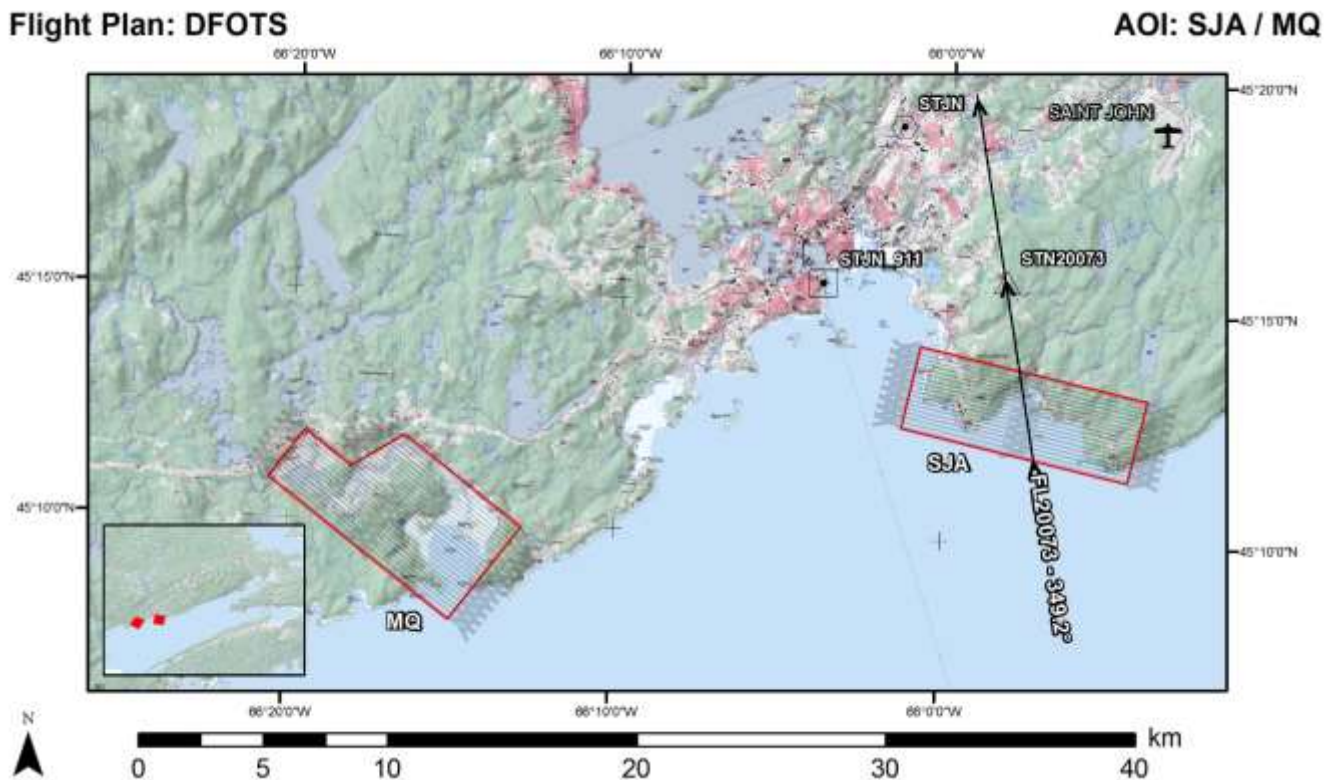 Flight Plan: DFOTS
AOI: SJA / MQ
66°20'0"W
66°10'0"W
66°0'0"W
45°20'0"N
STJN
SAINT JOHN
45°15'0"N
STJN_911
STN20073
45°15'0"N
SJA
45°10'0"N
FL20073 - 349.2°
45°10'0"N
MQ
66°20'0"W
66°10'0"W
66°0'0"W
N
km
0 5 10 20 30 40